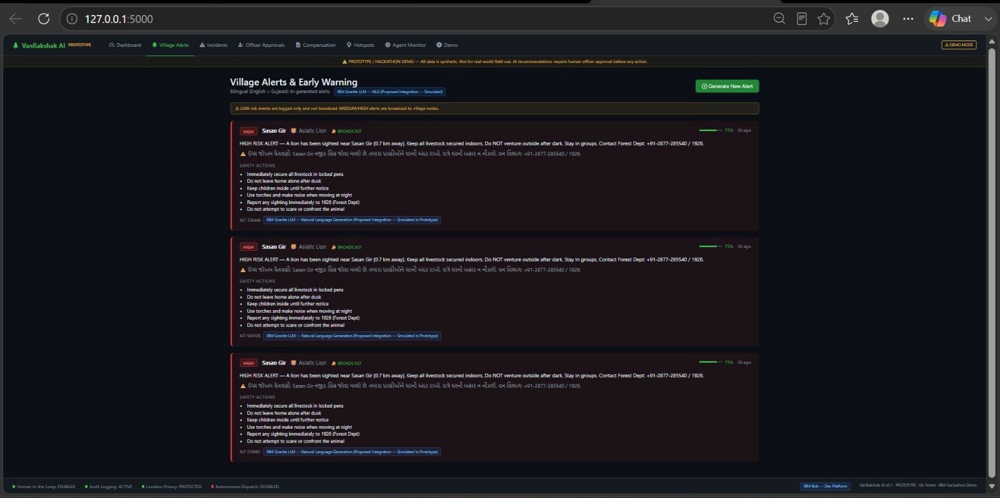 127.0.0.1:5000
Chat
VanRakshak AI PROTOTYPE Dashboard Village Alerts Incidents Officer Approvals Compensation Hotspots Agent Monitor Demo ⚠ DEMO MODE
⚠ PROTOTYPE / HACKATHON DEMO — All data is synthetic. Not for real-world field use. AI recommendations require human officer approval before any action.
Village Alerts & Early Warning
Bilingual (English + Gujarati) AI-generated alerts IBM Granite LLM — NLG (Proposed Integration — Simulated)
Generate New Alert
⚠ LOW risk events are logged only and not broadcast. MEDIUM/HIGH alerts are broadcast to village nodes.
HIGH Sasan Gir Asiatic Lion BROADCAST 75% 6h ago
HIGH RISK ALERT — A lion has been sighted near Sasan Gir (0.7 km away). Keep all livestock secured indoors. Do NOT venture outside after dark. Stay in groups. Contact Forest Dept: +91-2877-285540 / 1926.
⚠ ઉચ્ચ જોખમ ચેતવણી: Sasan Gir નજીક સિંહ જોવા મળ્યો છે. તમારા પ્રાણીઓને ઘરની અંદર રાખો. રાત્રે ઘરની બહાર ન નીકળો. વન વિભાગ: +91-2877-285540 / 1926.
SAFETY ACTIONS
• Immediately secure all livestock in locked pens
• Do not leave home alone after dusk
• Keep children inside until further notice
• Use torches and make noise when moving at night
• Report any sighting immediately to 1926 (Forest Dept)
• Do not attempt to scare or confront the animal
ALT-7364A8 · IBM Granite LLM — Natural Language Generation (Proposed Integration — Simulated in Prototype)
HIGH Sasan Gir Asiatic Lion BROADCAST 75% 6h ago
HIGH RISK ALERT — A lion has been sighted near Sasan Gir (0.7 km away). Keep all livestock secured indoors. Do NOT venture outside after dark. Stay in groups. Contact Forest Dept: +91-2877-285540 / 1926.
⚠ ઉચ્ચ જોખમ ચેતવણી: Sasan Gir નજીક સિંહ જોવા મળ્યો છે. તમારા પ્રાણીઓને ઘરની અંદર રાખો. રાત્રે ઘરની બહાર ન નીકળો. વન વિભાગ: +91-2877-285540 / 1926.
SAFETY ACTIONS
• Immediately secure all livestock in locked pens
• Do not leave home alone after dusk
• Keep children inside until further notice
• Use torches and make noise when moving at night
• Report any sighting immediately to 1926 (Forest Dept)
• Do not attempt to scare or confront the animal
ALT-9341DE · IBM Granite LLM — Natural Language Generation (Proposed Integration — Simulated in Prototype)
HIGH Sasan Gir Asiatic Lion BROADCAST 75% 6h ago
HIGH RISK ALERT — A lion has been sighted near Sasan Gir (0.7 km away). Keep all livestock secured indoors. Do NOT venture outside after dark. Stay in groups. Contact Forest Dept: +91-2877-285540 / 1926.
⚠ ઉચ્ચ જોખમ ચેતવણી: Sasan Gir નજીક સિંહ જોવા મળ્યો છે. તમારા પ્રાણીઓને ઘરની અંદર રાખો. રાત્રે ઘરની બહાર ન નીકળો. વન વિભાગ: +91-2877-285540 / 1926.
SAFETY ACTIONS
• Immediately secure all livestock in locked pens
• Do not leave home alone after dusk
• Keep children inside until further notice
• Use torches and make noise when moving at night
• Report any sighting immediately to 1926 (Forest Dept)
• Do not attempt to scare or confront the animal
ALT-518A81 · IBM Granite LLM — Natural Language Generation (Proposed Integration — Simulated in Prototype)
Human-in-the-Loop: ENABLED Audit Logging: ACTIVE Location Privacy: PROTECTED Autonomous Dispatch: DISABLED IBM Bob — Dev Platform VanRakshak AI v0.1 · PROTOTYPE · Gir Forest · IBM Hackathon Demo